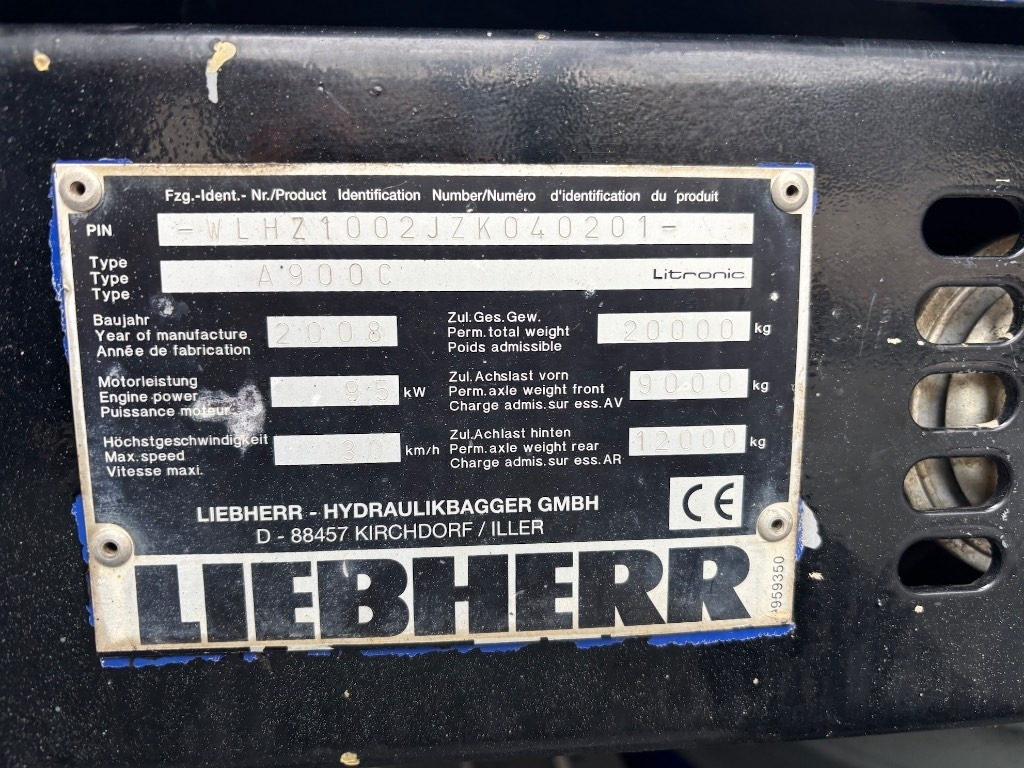 Fzg.-Ident.- Nr./Product Identification Number/Numéro d'identification du produit
PIN -WLHZ1002JZK040201-
Type
Type A900C Litronic
Type
Baujahr
Year of manufacture 2008
Année de fabrication
Zul.Ges.Gew.
Perm.total weight 20000 kg
Poids admissible
Motorleistung
Engine power 95 kW
Puissance moteur
Zul.Achslast vorn
Perm.axle weight front 9000 kg
Charge admis.sur ess.AV
Höchstgeschwindigkeit
Max.speed 30 km/h
Vitesse maxi.
Zul.Achlast hinten
Perm.axle weight rear 12000 kg
Charge admis.sur ess.AR
LIEBHERR - HYDRAULIKBAGGER GMBH
D - 88457 KIRCHDORF / ILLER
CE
LIEBHERR
959350